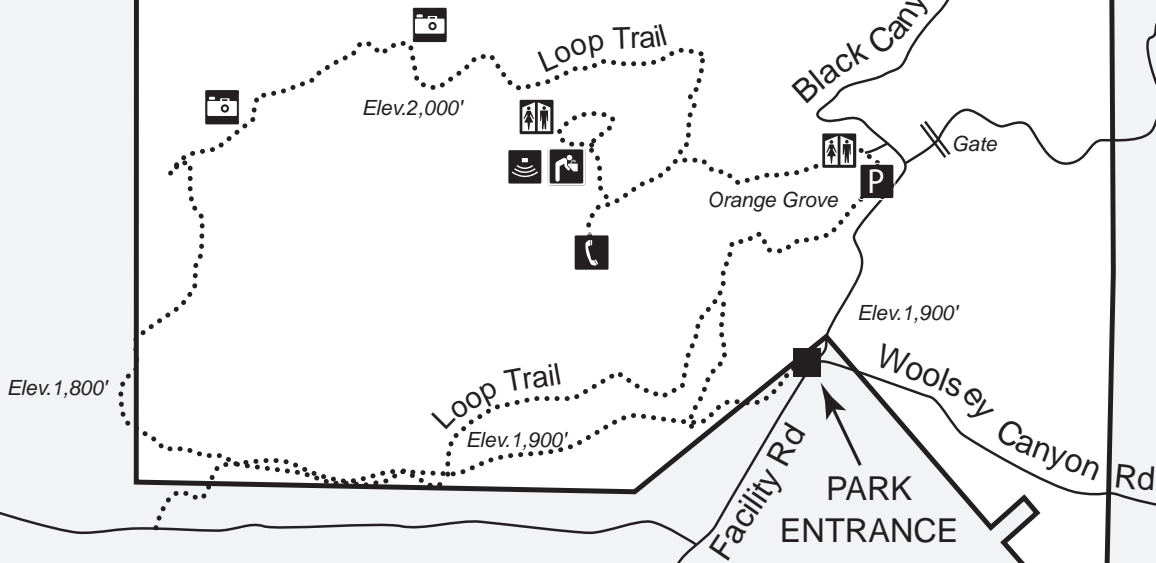 Black Cany
Loop Trail
Elev.2,000'
Gate
P
Orange Grove
Elev.1,900'
Woolsey Canyon Rd
Loop Trail
Elev.1,800'
Elev.1,900'
Facility Rd
PARK
ENTRANCE